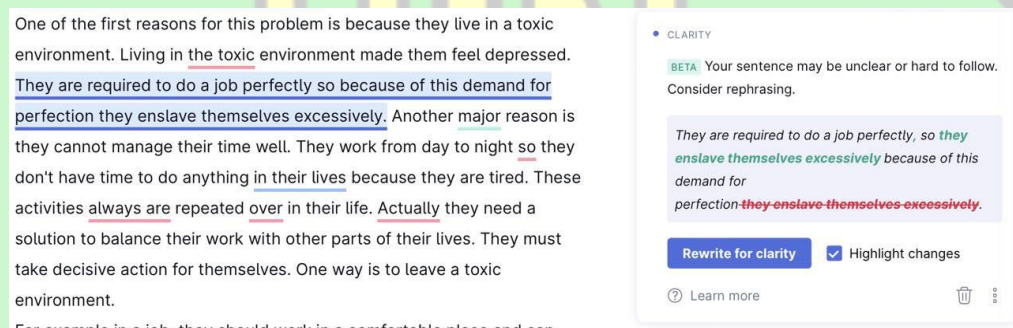 One of the first reasons for this problem is because they live in a toxic
environment. Living in the toxic environment made them feel depressed.
They are required to do a job perfectly so because of this demand for
perfection they enslave themselves excessively. Another major reason is
they cannot manage their time well. They work from day to night so they
don't have time to do anything in their lives because they are tired. These
activities always are repeated over in their life. Actually they need a
solution to balance their work with other parts of their lives. They must
take decisive action for themselves. One way is to leave a toxic
environment.
CLARITY
BETA Your sentence may be unclear or hard to follow.
Consider rephrasing.
They are required to do a job perfectly, so they
enslave themselves excessively because of this
demand for
perfection they enslave themselves excessively.
Rewrite for clarity Highlight changes
Learn more